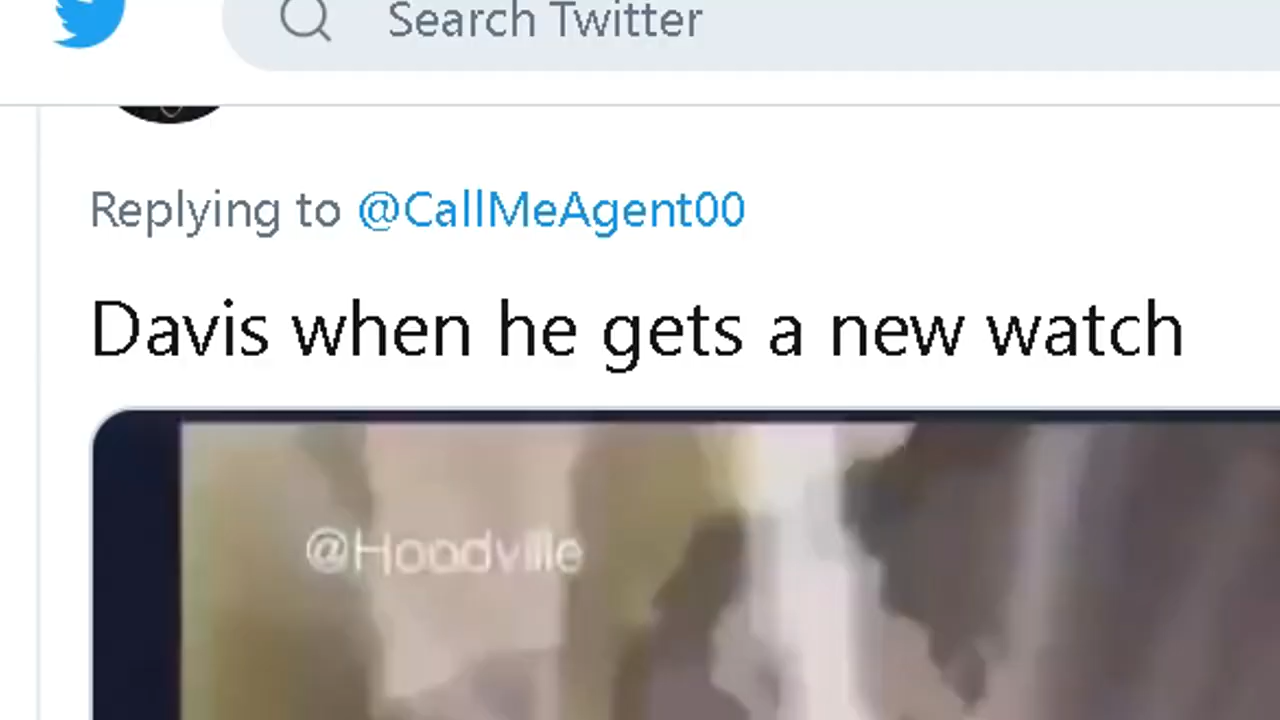 Search Twitter
Replying to @CallMeAgent00
Davis when he gets a new watch
@Hoodville